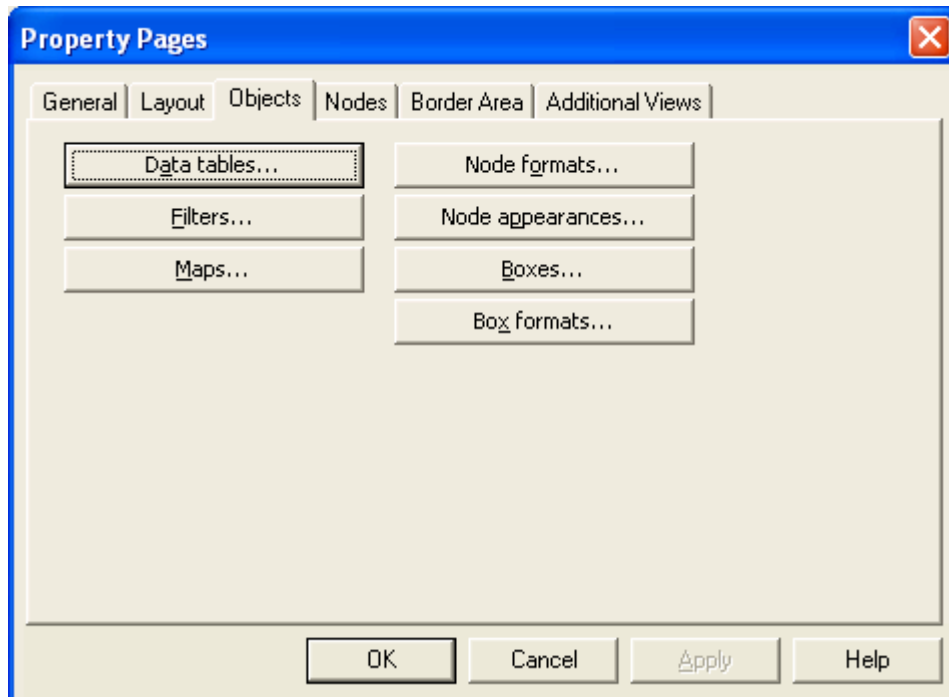 Property Pages
General Layout Objects Nodes Border Area Additional Views
Data tables... Node formats...
Filters... Node appearances...
Maps... Boxes...
Box formats...
OK Cancel Apply Help